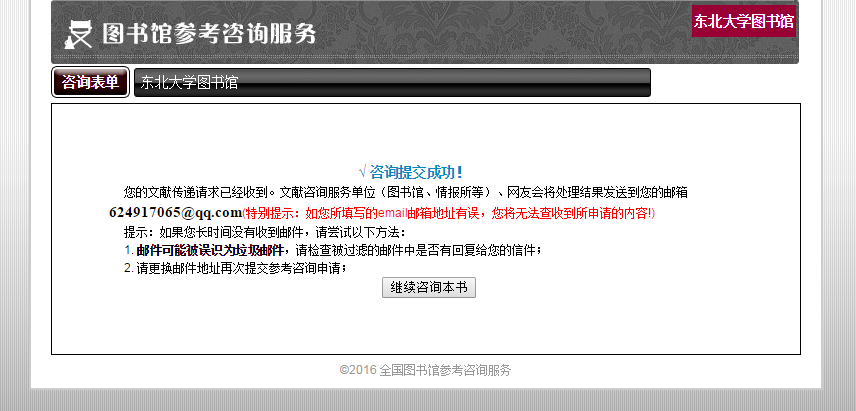 图书馆参考咨询服务
东北大学图书馆
咨询表单
东北大学图书馆
√ 咨询提交成功！
您的文献传递请求已经收到。文献咨询服务单位（图书馆、情报所等）、网友会将处理结果发送到您的邮箱
624917065@qq.com(特别提示：如您所填写的email邮箱地址有误，您将无法查收到所申请的内容!)
提示：如果您长时间没有收到邮件，请尝试以下方法：
1. 邮件可能被误识为垃圾邮件，请检查被过滤的邮件中是否有回复给您的信件；
2. 请更换邮件地址再次提交参考咨询申请；
继续咨询本书
©2016 全国图书馆参考咨询服务